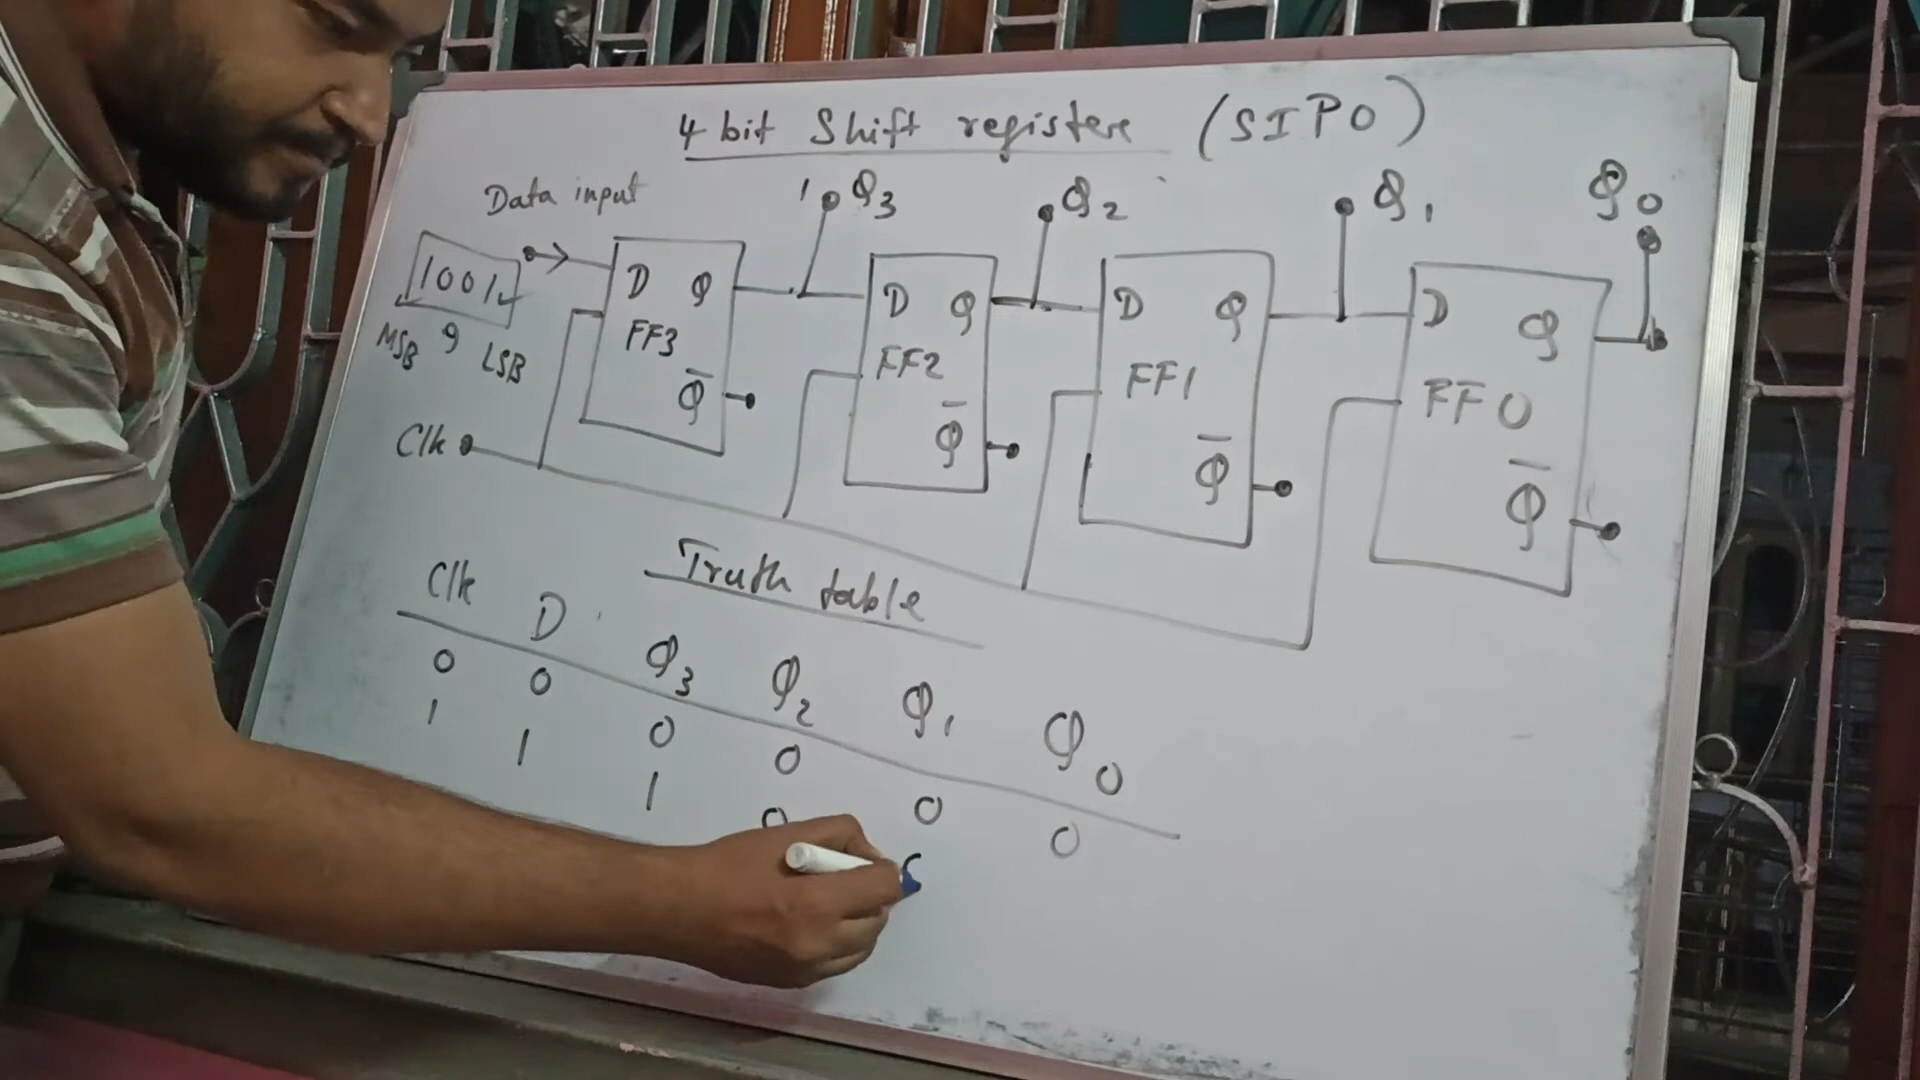 4 bit Shift registere (SIPO)
Data input
1 Q3
Q2
Q1
Q0
1001
MSB 9 LSB
D Q
FF3
Q̅
D Q
FF2
Q̅
D Q
FF1
Q̅
D Q
FF0
Q̅
Clk
Truth table
Clk D Q3 Q2 Q1 Q0
0 0 0 0 0 0
1 1 1 0